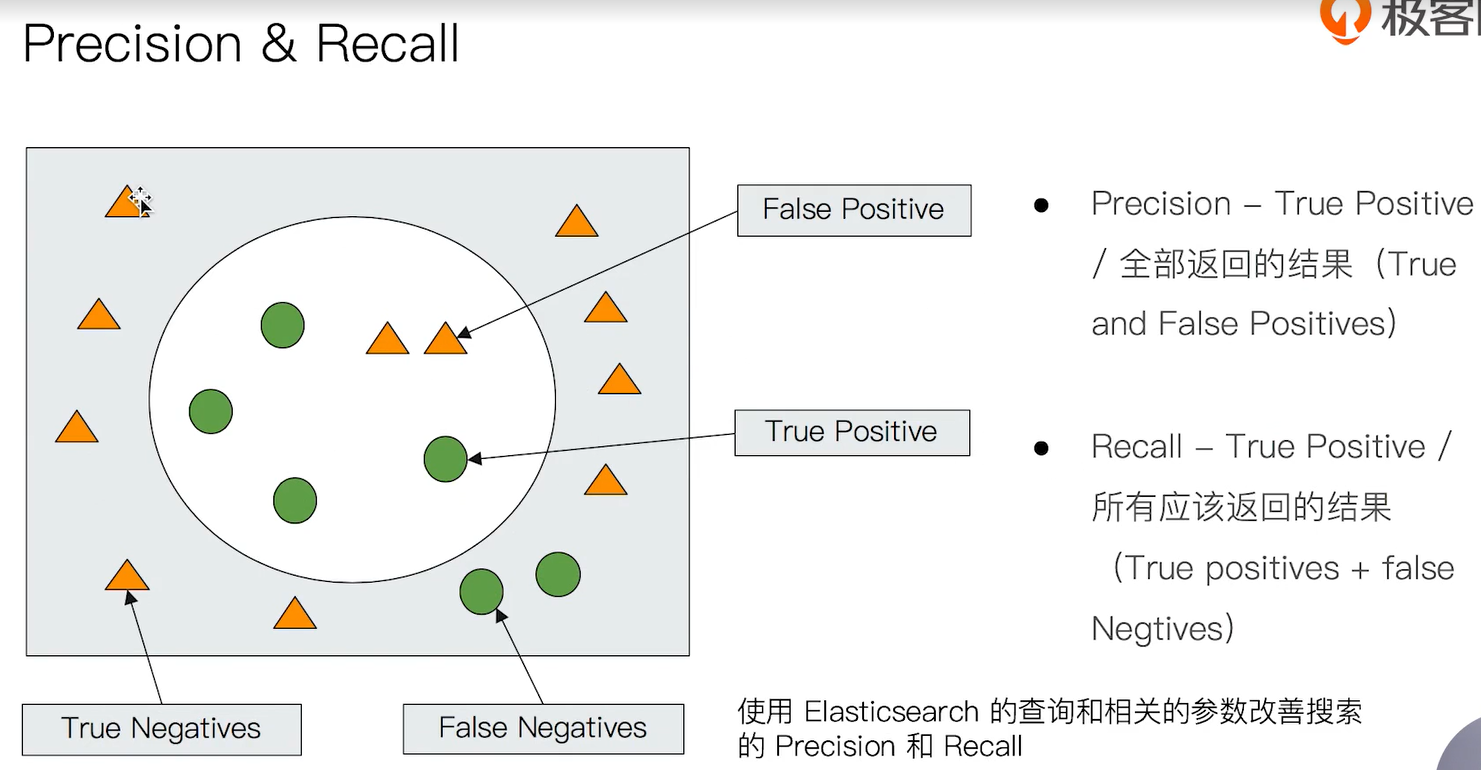 Precision & Recall
极客
False Positive
True Positive
True Negatives
False Negatives
● Precision – True Positive
/ 全部返回的结果（True
and False Positives）
● Recall – True Positive /
所有应该返回的结果
（True positives + false
Negtives）
使用 Elasticsearch 的查询和相关的参数改善搜索
的 Precision 和 Recall